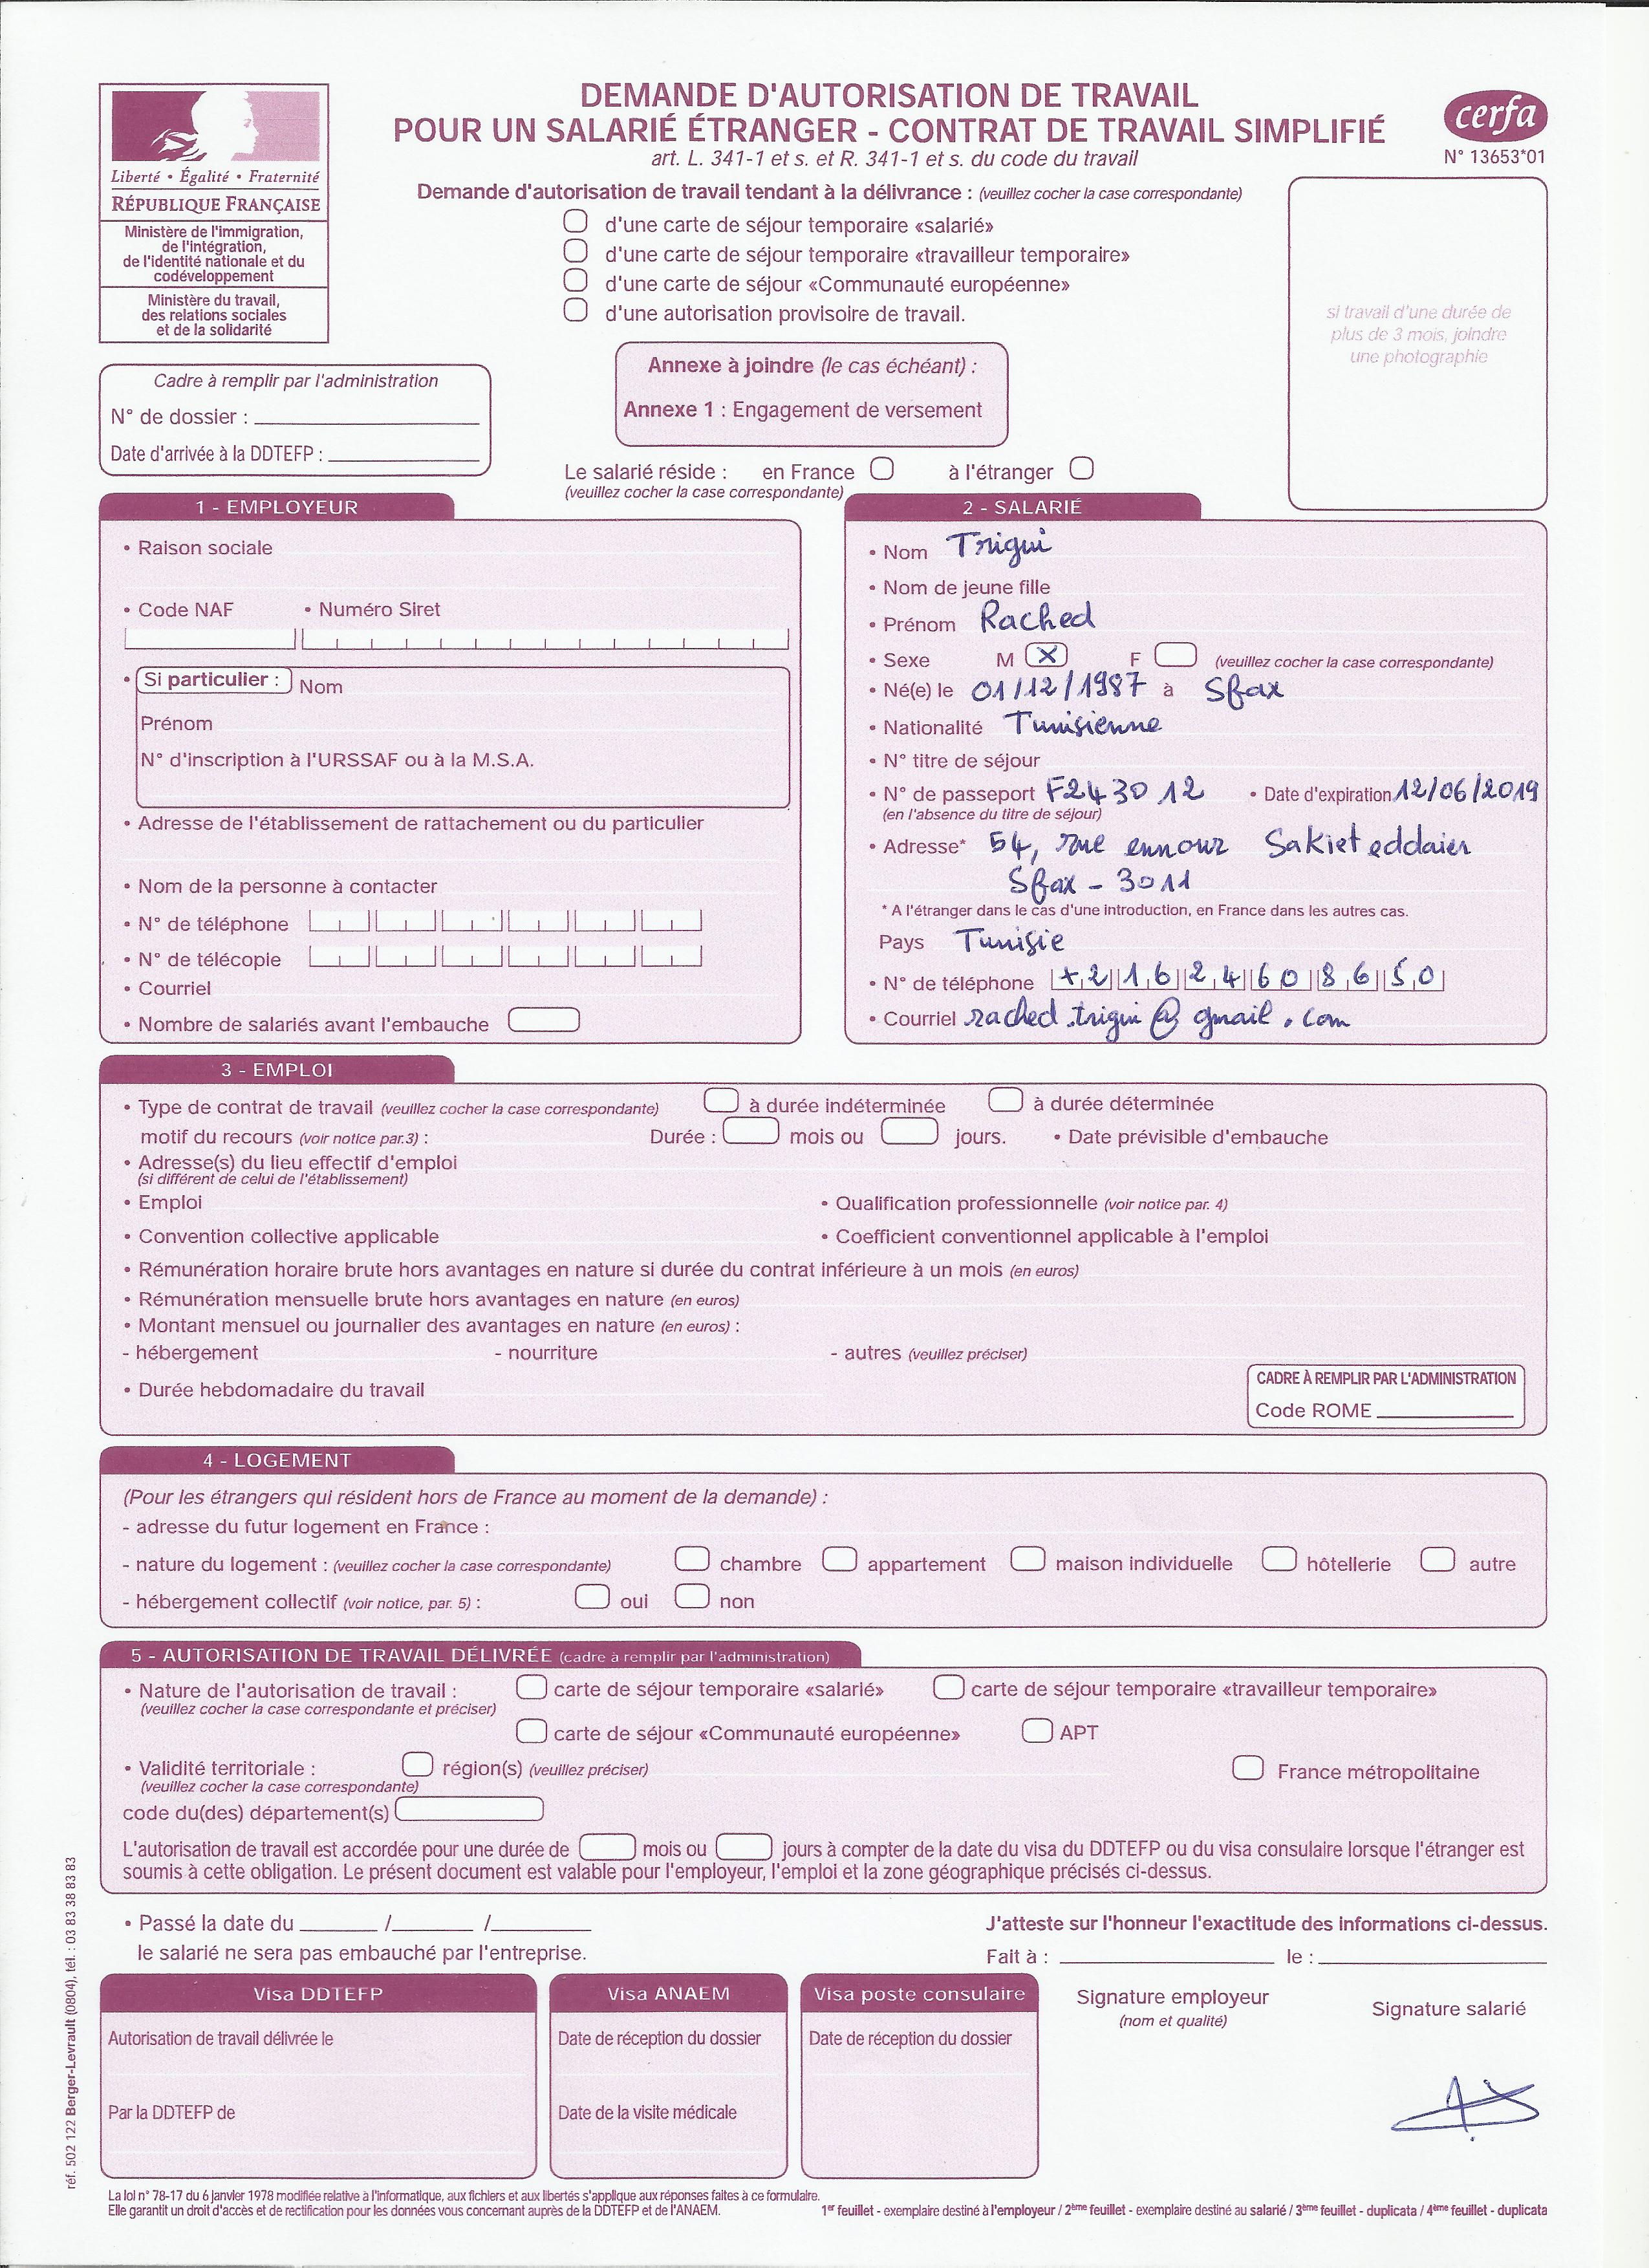 DEMANDE D'AUTORISATION DE TRAVAIL
POUR UN SALARIÉ ÉTRANGER - CONTRAT DE TRAVAIL SIMPLIFIÉ
art. L. 341-1 et s. et R. 341-1 et s. du code du travail
cerfa
N° 13653*01
Liberté • Égalité • Fraternité
RÉPUBLIQUE FRANÇAISE
Ministère de l'immigration,
de l'intégration,
de l'identité nationale et du
codéveloppement
Ministère du travail,
des relations sociales
et de la solidarité
Demande d'autorisation de travail tendant à la délivrance : (veuillez cocher la case correspondante)
d'une carte de séjour temporaire «salarié»
d'une carte de séjour temporaire «travailleur temporaire»
d'une carte de séjour «Communauté européenne»
d'une autorisation provisoire de travail.
si travail d'une durée de
plus de 3 mois, joindre
une photographie
Cadre à remplir par l'administration
N° de dossier :
Date d'arrivée à la DDTEFP :
Annexe à joindre (le cas échéant) :
Annexe 1 : Engagement de versement
Le salarié réside : en France à l'étranger
(veuillez cocher la case correspondante)
1 - EMPLOYEUR
• Raison sociale
• Code NAF • Numéro Siret
• Si particulier : Nom
Prénom
N° d'inscription à l'URSSAF ou à la M.S.A.
• Adresse de l'établissement de rattachement ou du particulier
• Nom de la personne à contacter
• N° de téléphone
• N° de télécopie
• Courriel
• Nombre de salariés avant l'embauche
2 - SALARIÉ
• Nom Trigui
• Nom de jeune fille
• Prénom Rached
• Sexe M X F (veuillez cocher la case correspondante)
• Né(e) le 01/12/1987 à Sfax
• Nationalité Tunisienne
• N° titre de séjour
• N° de passeport F243012 • Date d'expiration 12/06/2019
(en l'absence du titre de séjour)
• Adresse* 54, rue ennour Sakiet eddaier
Sfax - 3011
* A l'étranger dans le cas d'une introduction, en France dans les autres cas.
Pays Tunisie
• N° de téléphone +21624608650
• Courriel rached.trigui@gmail.com
3 - EMPLOI
• Type de contrat de travail (veuillez cocher la case correspondante) à durée indéterminée à durée déterminée
motif du recours (voir notice par.3) : Durée : mois ou jours. • Date prévisible d'embauche
• Adresse(s) du lieu effectif d'emploi
(si différent de celui de l'établissement)
• Emploi • Qualification professionnelle (voir notice par. 4)
• Convention collective applicable • Coefficient conventionnel applicable à l'emploi
• Rémunération horaire brute hors avantages en nature si durée du contrat inférieure à un mois (en euros)
• Rémunération mensuelle brute hors avantages en nature (en euros)
• Montant mensuel ou journalier des avantages en nature (en euros) :
- hébergement - nourriture - autres (veuillez préciser)
• Durée hebdomadaire du travail
CADRE À REMPLIR PAR L'ADMINISTRATION
Code ROME
4 - LOGEMENT
(Pour les étrangers qui résident hors de France au moment de la demande) :
- adresse du futur logement en France :
- nature du logement : (veuillez cocher la case correspondante) chambre appartement maison individuelle hôtellerie autre
- hébergement collectif (voir notice, par. 5) : oui non
5 - AUTORISATION DE TRAVAIL DÉLIVRÉE (cadre à remplir par l'administration)
• Nature de l'autorisation de travail : carte de séjour temporaire «salarié» carte de séjour temporaire «travailleur temporaire»
(veuillez cocher la case correspondante et préciser)
carte de séjour «Communauté européenne» APT
• Validité territoriale : région(s) (veuillez préciser) France métropolitaine
(veuillez cocher la case correspondante)
code du(des) département(s)
L'autorisation de travail est accordée pour une durée de mois ou jours à compter de la date du visa du DDTEFP ou du visa consulaire lorsque l'étranger est
soumis à cette obligation. Le présent document est valable pour l'employeur, l'emploi et la zone géographique précisés ci-dessus.
• Passé la date du / /
le salarié ne sera pas embauché par l'entreprise.
J'atteste sur l'honneur l'exactitude des informations ci-dessus.
Fait à : le :
Visa DDTEFP
Autorisation de travail délivrée le
Par la DDTEFP de
Visa ANAEM
Date de réception du dossier
Date de la visite médicale
Visa poste consulaire
Date de réception du dossier
Signature employeur
(nom et qualité)
Signature salarié
réf. 502 122 Berger-Levrault (0804), tél. : 03 83 38 83 83
La loi n° 78-17 du 6 janvier 1978 modifiée relative à l'informatique, aux fichiers et aux libertés s'applique aux réponses faites à ce formulaire.
Elle garantit un droit d'accès et de rectification pour les données vous concernant auprès de la DDTEFP et de l'ANAEM.
1er feuillet - exemplaire destiné à l'employeur / 2ème feuillet - exemplaire destiné au salarié / 3ème feuillet - duplicata / 4ème feuillet - duplicata